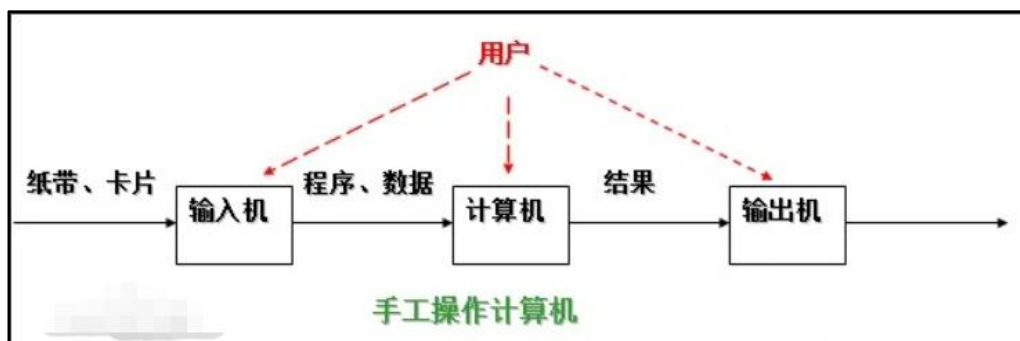 用户
纸带、卡片
程序、数据
结果
输入机
计算机
输出机
手工操作计算机